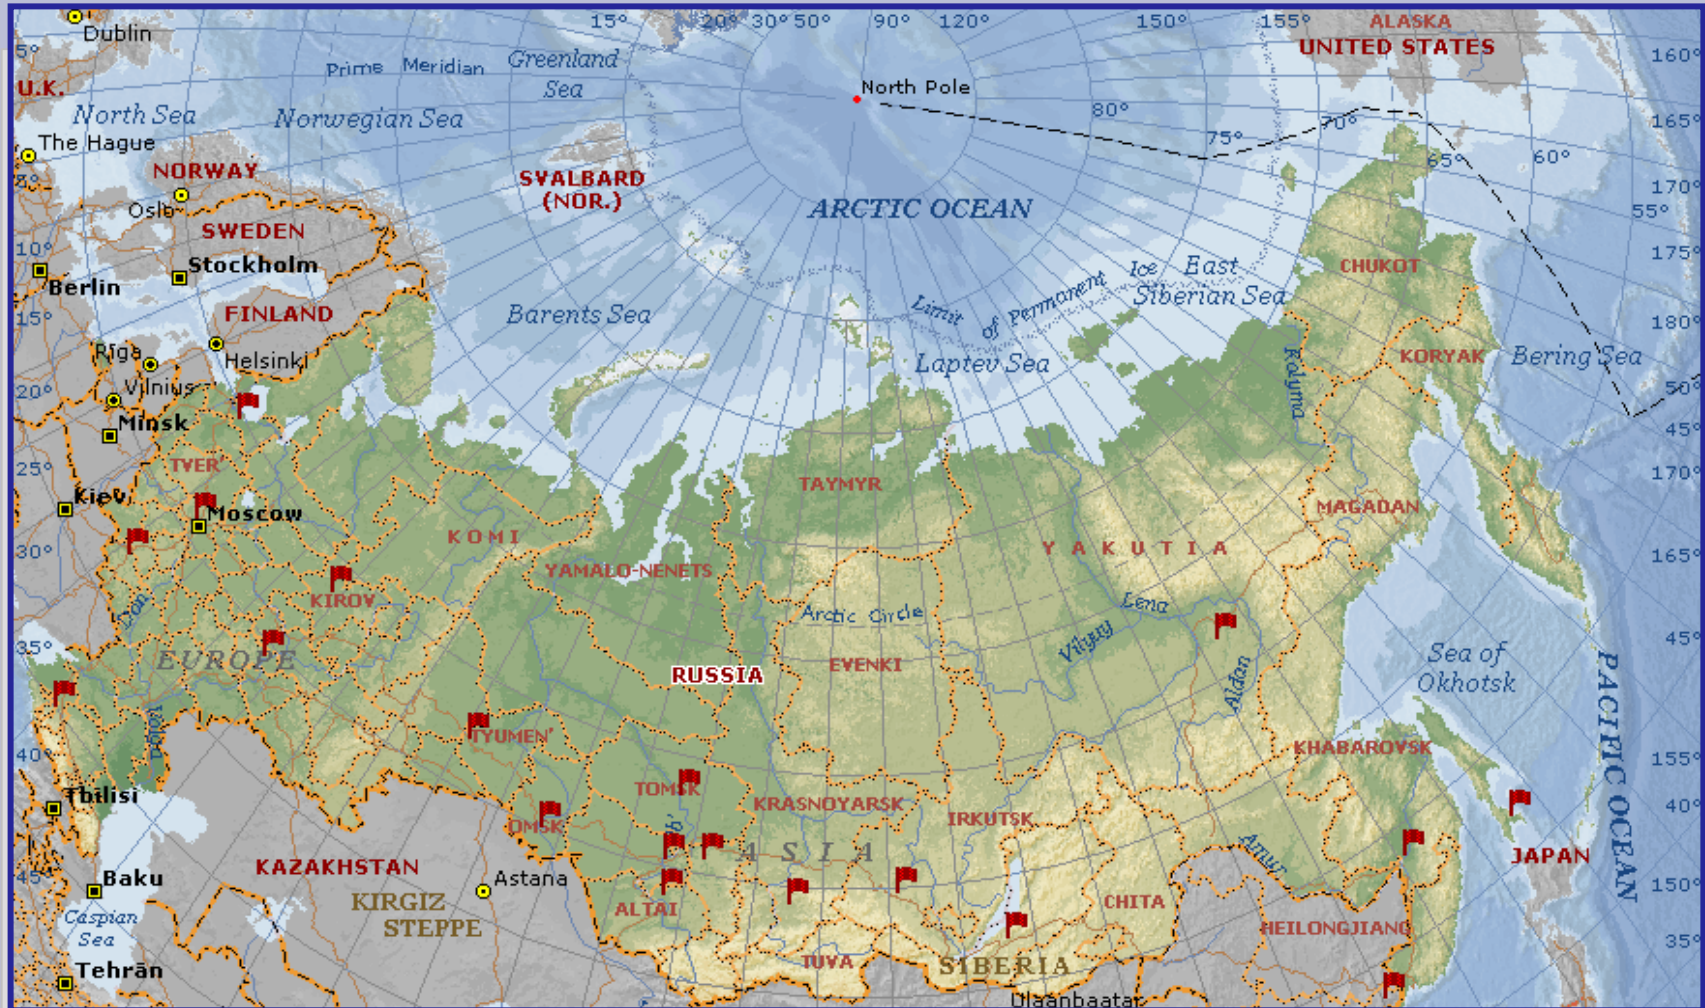 15° 20° 30° 50° 90° 120° 150° 155°
ALASKA
UNITED STATES
160°
Dublin
5°
U.K.
Prime Meridian
Greenland
Sea
North Pole
North Sea
Norwegian Sea
80°
75°
70°
165°
The Hague
NORWAY
SVALBARD
(NOR.)
65°
60°
170°
Oslo
ARCTIC OCEAN
55°
SWEDEN
10°
Stockholm
175°
Berlin
CHUKOT
Ice East
Siberian Sea
Limit of Permanent
15°
FINLAND
Barents Sea
180°
Rīga
Helsinki
Laptev Sea
Kolyma
KORYAK
Bering Sea
Vilnius
20°
50°
Minsk
45°
TVER'
25°
170°
Kiev
TAYMYR
MAGADAN
Moscow
KOMI
30°
YAKUTIA
165°
YAMALO-NENETS
KIROV
Don
Arctic Circle
Lena
Vilyuy
35°
EUROPE
45°
RUSSIA
EVENKI
Aldan
Sea of
Okhotsk
PACIFIC OCEAN
Volga
TYUMEN'
40°
KHABAROVSK
155°
Tbilisi
TOMSK
KRASNOYARSK
40°
OMSK
IRKUTSK
ASIA
Amur
JAPAN
KAZAKHSTAN
45°
Baku
Astana
150°
KIRGIZ
STEPPE
ALTAI
CHITA
Caspian
Sea
HEILONGJIANG
35°
Tehrān
TUVA
SIBERIA
Ulaanbaatar